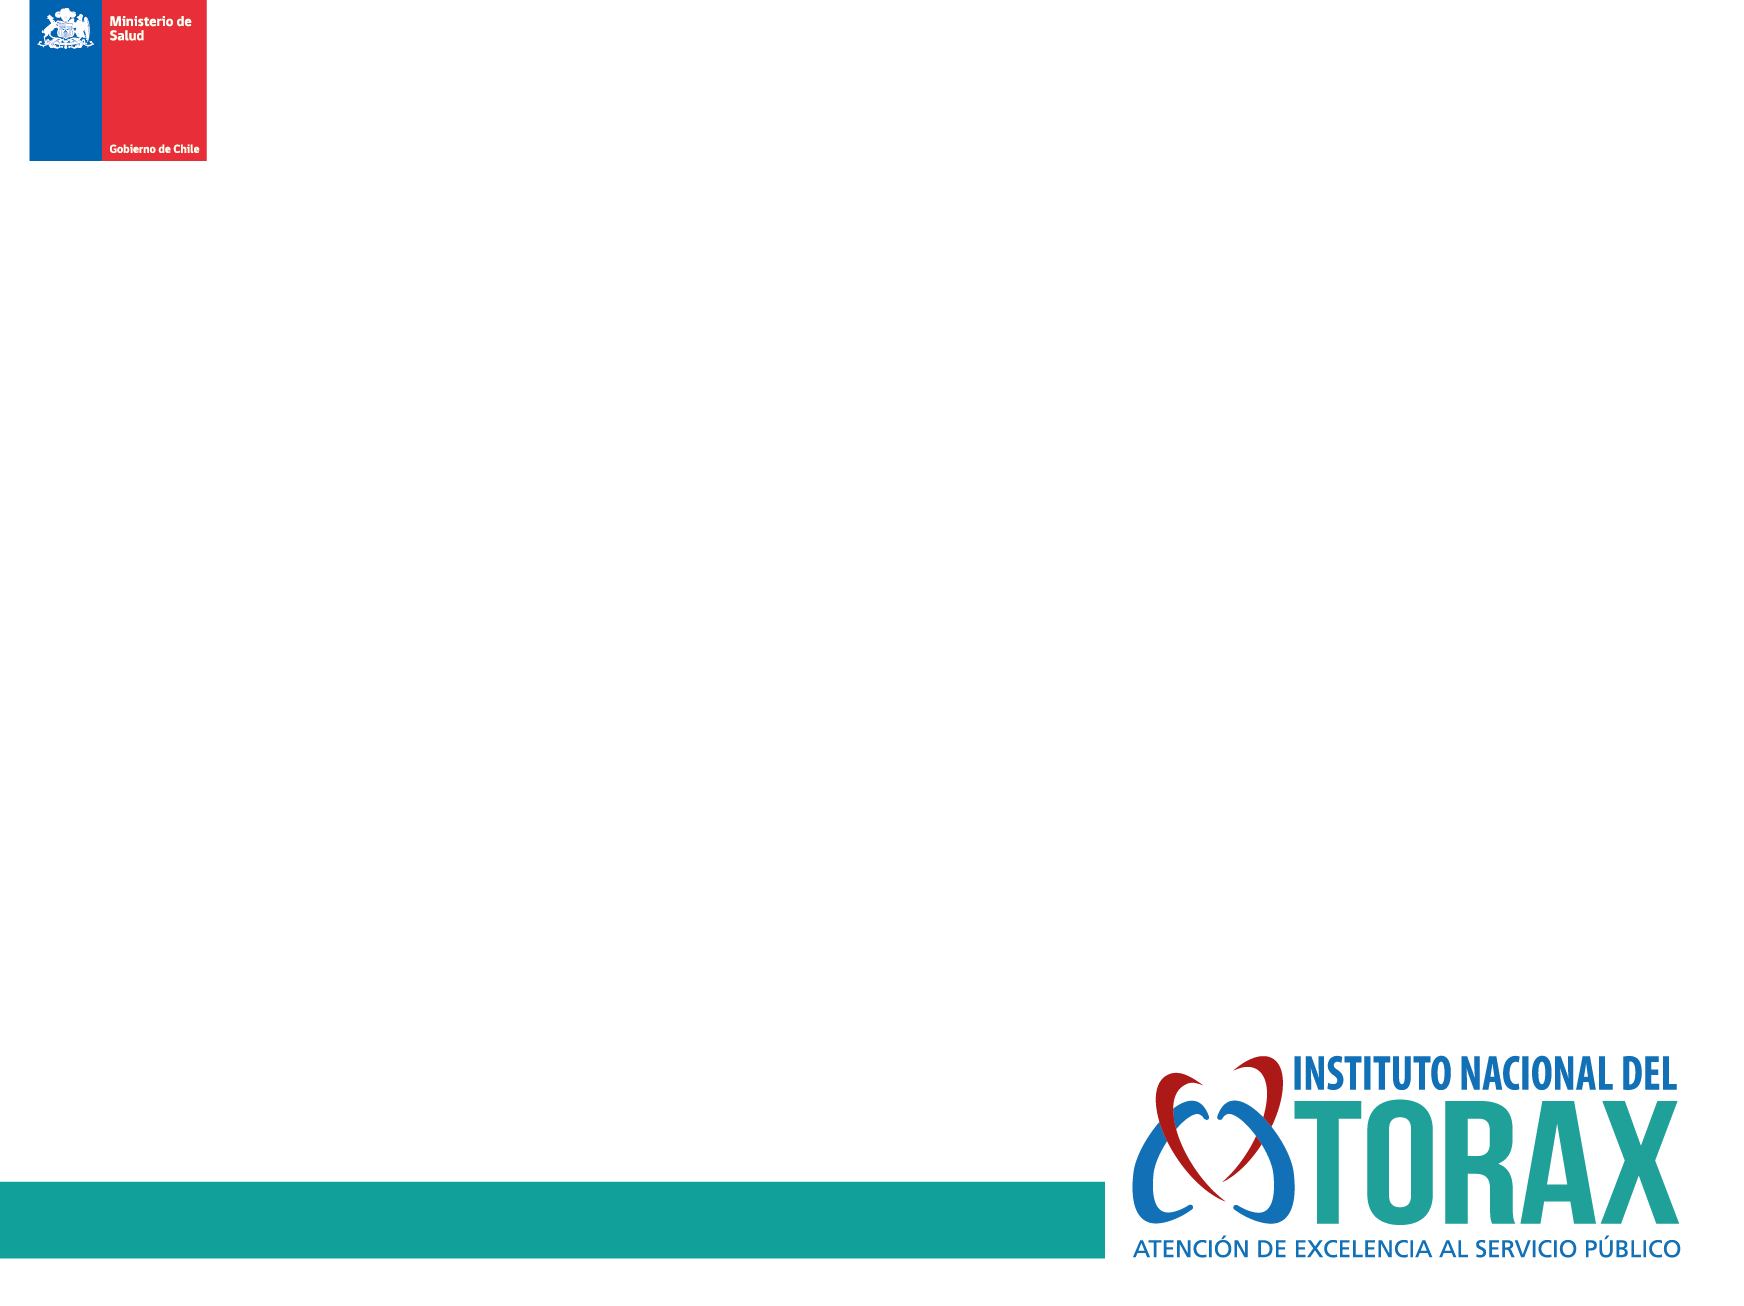 Ministerio de
Salud
Gobierno de Chile
INSTITUTO NACIONAL DEL
TORAX
ATENCIÓN DE EXCELENCIA AL SERVICIO PÚBLICO